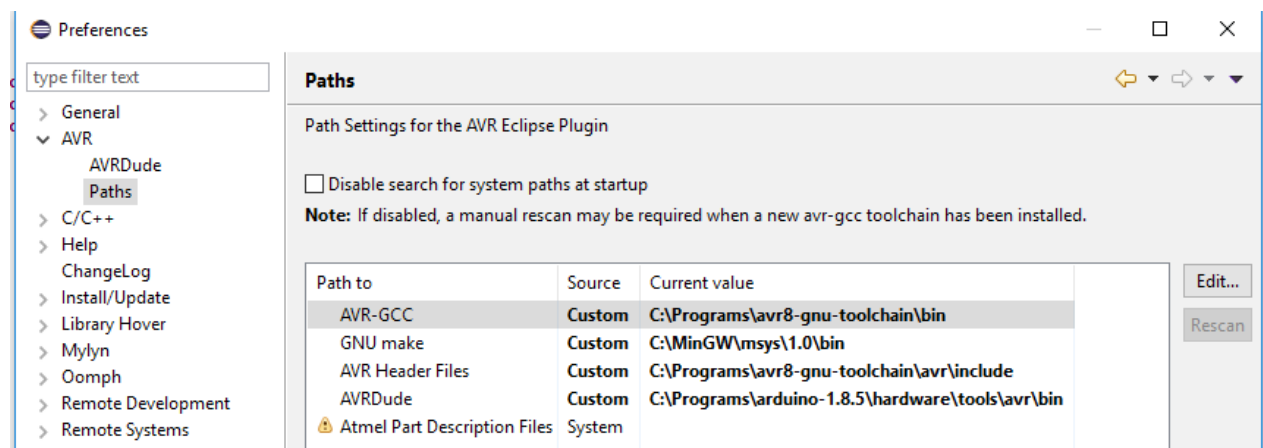 Preferences
type filter text
Paths
General
AVR
AVRDude
Paths
C/C++
Help
ChangeLog
Install/Update
Library Hover
Mylyn
Oomph
Remote Development
Remote Systems
Path Settings for the AVR Eclipse Plugin
Disable search for system paths at startup
Note: If disabled, a manual rescan may be required when a new avr-gcc toolchain has been installed.
Path to Source Current value
AVR-GCC Custom C:\Programs\avr8-gnu-toolchain\bin
GNU make Custom C:\MinGW\msys\1.0\bin
AVR Header Files Custom C:\Programs\avr8-gnu-toolchain\avr\include
AVRDude Custom C:\Programs\arduino-1.8.5\hardware\tools\avr\bin
Atmel Part Description Files System
Edit...
Rescan